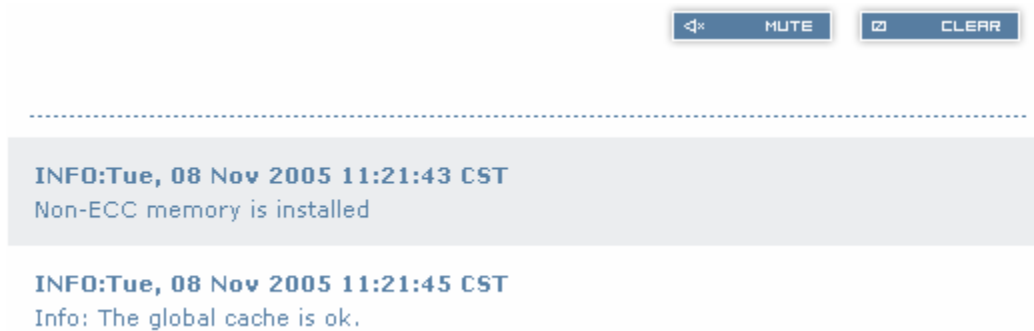 MUTE CLEAR
INFO:Tue, 08 Nov 2005 11:21:43 CST
Non-ECC memory is installed
INFO:Tue, 08 Nov 2005 11:21:45 CST
Info: The global cache is ok.